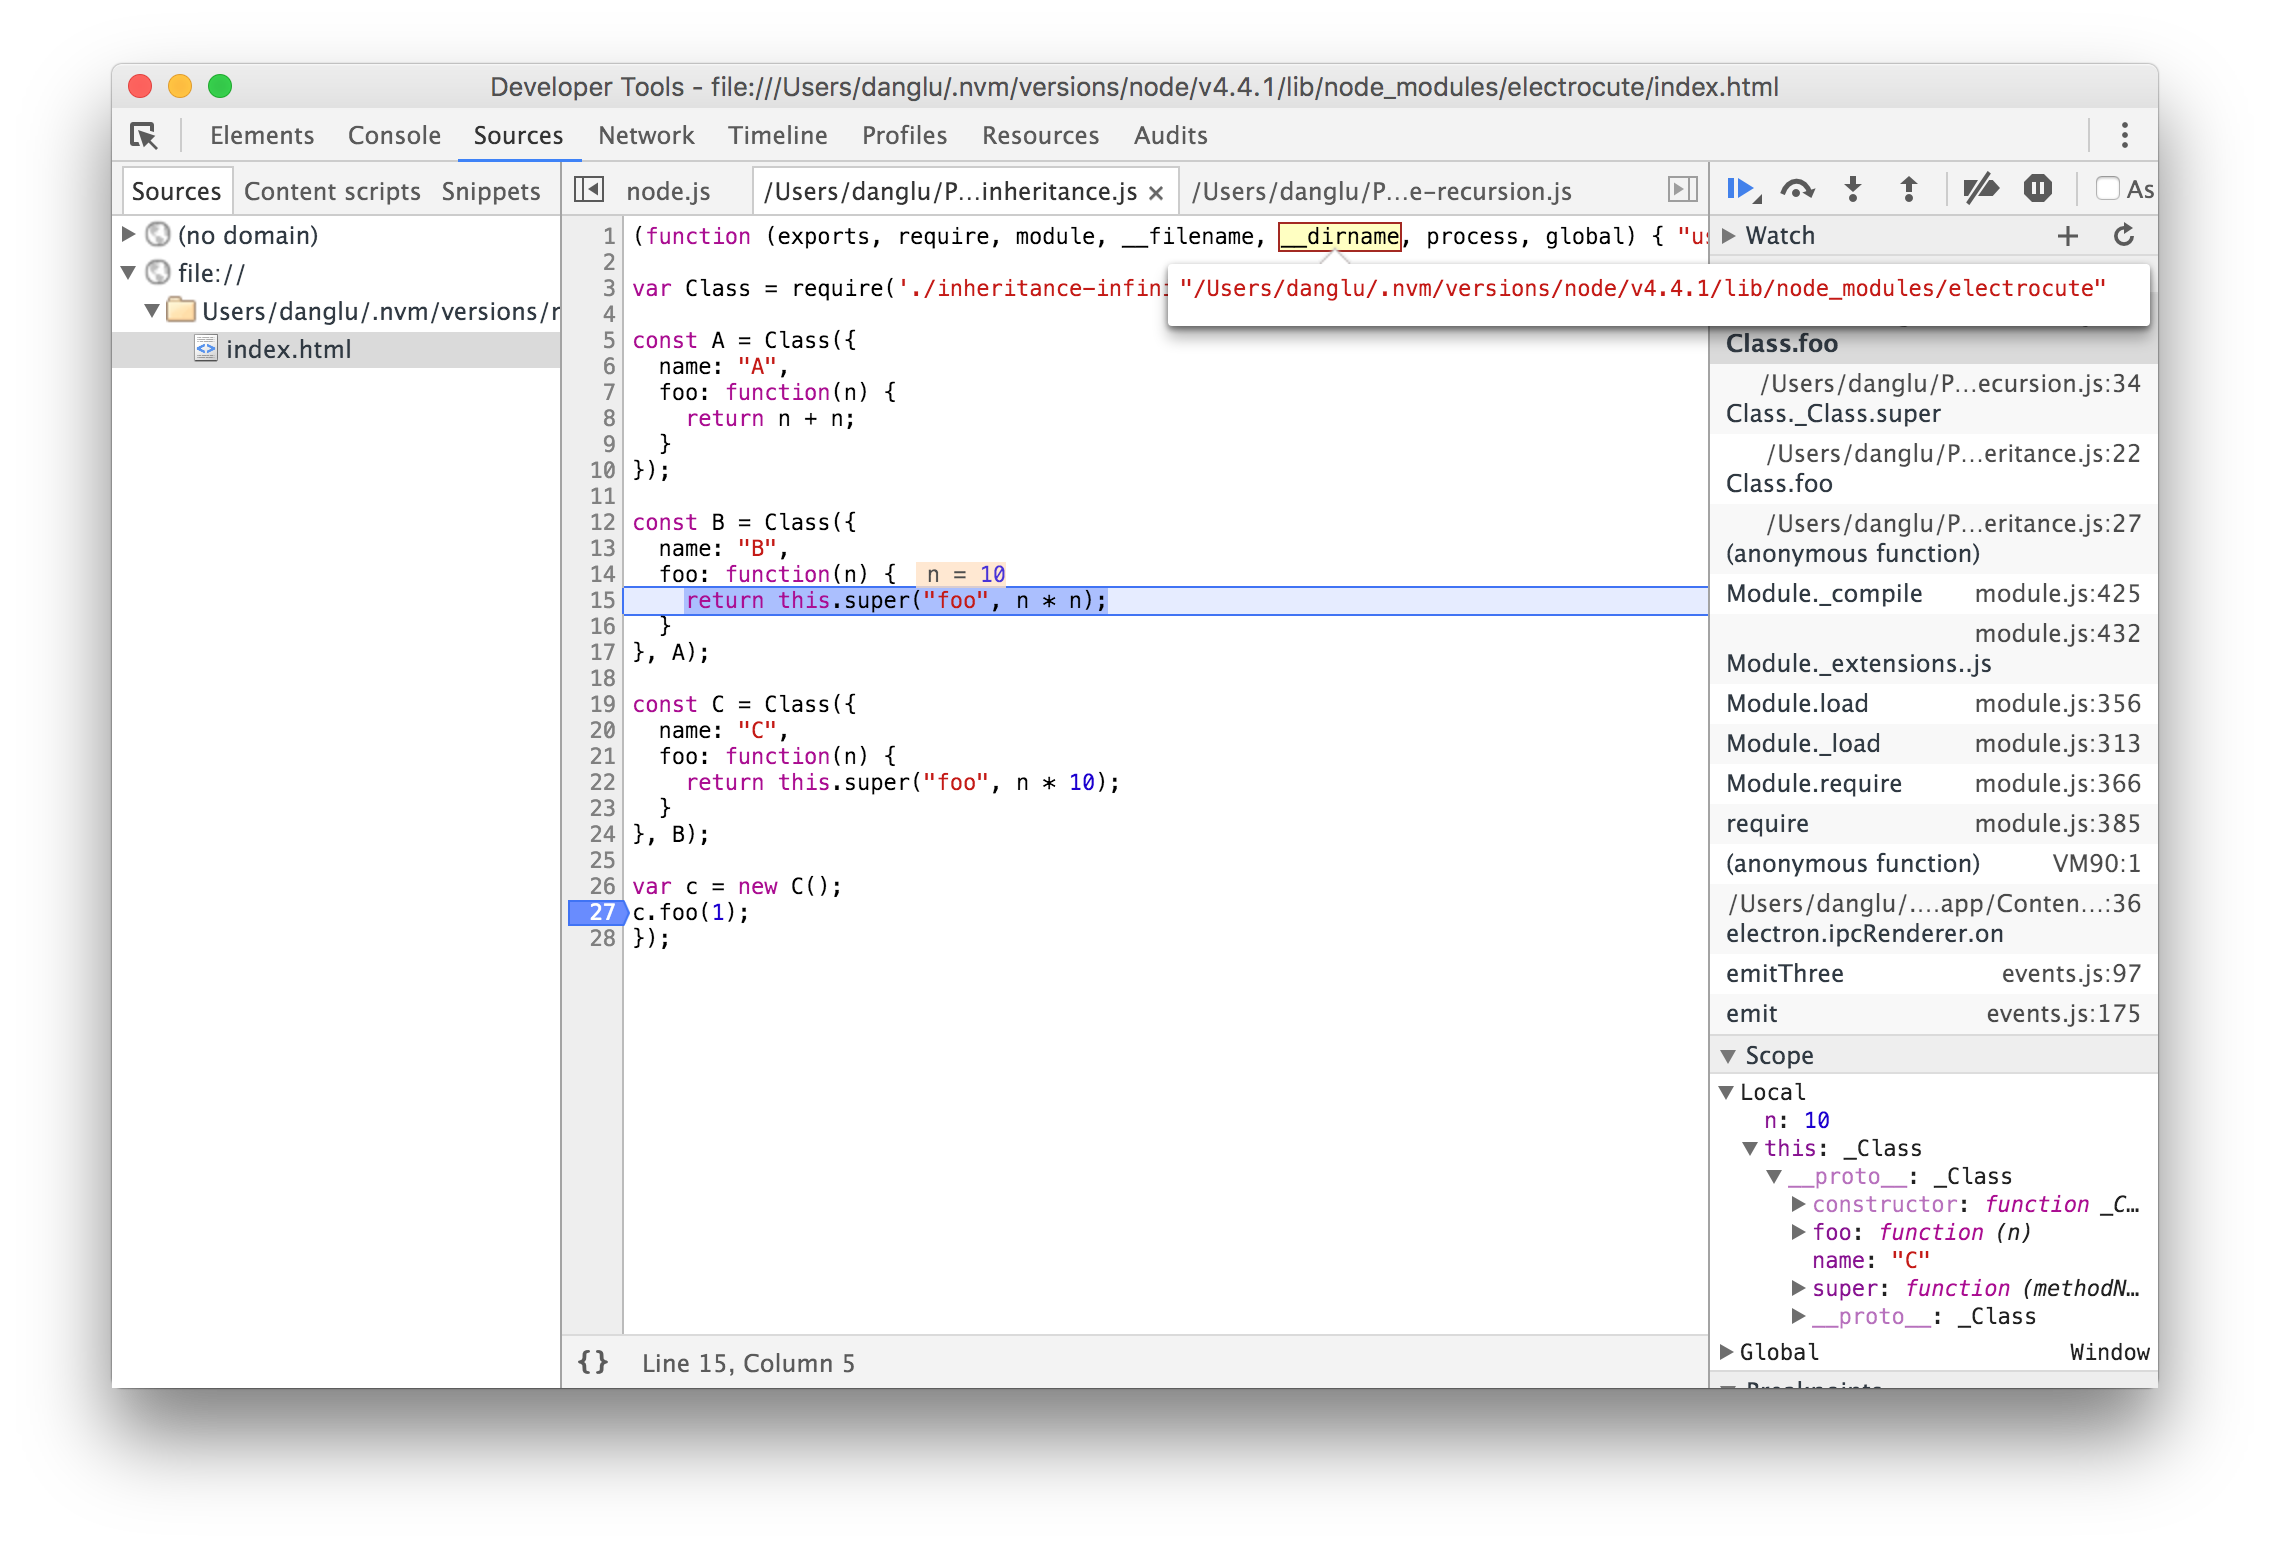 Developer Tools - file:///Users/danglu/.nvm/versions/node/v4.4.1/lib/node_modules/electrocute/index.html
Elements Console Sources Network Timeline Profiles Resources Audits
Sources Content scripts Snippets
(no domain)
file://
Users/danglu/.nvm/versions/r
index.html
node.js /Users/danglu/P...inheritance.js × /Users/danglu/P...e-recursion.js
1 (function (exports, require, module, __filename, __dirname, process, global) { "us
2
3 var Class = require('./inheritance-infini
"/Users/danglu/.nvm/versions/node/v4.4.1/lib/node_modules/electrocute"
4
5 const A = Class({
6 name: "A",
7 foo: function(n) {
8 return n + n;
9 }
10 });
11
12 const B = Class({
13 name: "B",
14 foo: function(n) { n = 10
15 return this.super("foo", n * n);
16 }
17 }, A);
18
19 const C = Class({
20 name: "C",
21 foo: function(n) {
22 return this.super("foo", n * 10);
23 }
24 }, B);
25
26 var c = new C();
27 c.foo(1);
28 });
{} Line 15, Column 5
As
Watch
Class.foo
/Users/danglu/P...ecursion.js:34
Class._Class.super
/Users/danglu/P...eritance.js:22
Class.foo
/Users/danglu/P...eritance.js:27
(anonymous function)
Module._compile module.js:425
module.js:432
Module._extensions..js
Module.load module.js:356
Module._load module.js:313
Module.require module.js:366
require module.js:385
(anonymous function) VM90:1
/Users/danglu/....app/Conten...:36
electron.ipcRenderer.on
emitThree events.js:97
emit events.js:175
Scope
Local
n: 10
this: _Class
__proto__: _Class
constructor: function _C...
foo: function (n)
name: "C"
super: function (methodN...
__proto__: _Class
Global Window